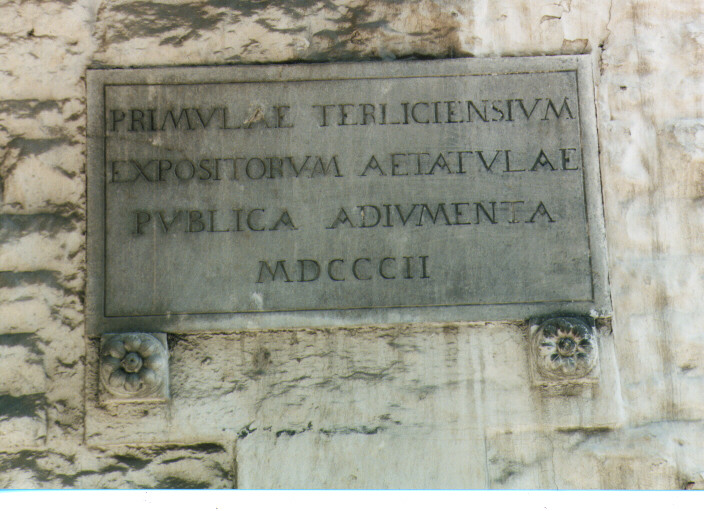 PRIMVLAE TERLICIENSIVM
EXPOSITORVM AETATVLAE
PVBLICA ADIVMENTA
MDCCCII